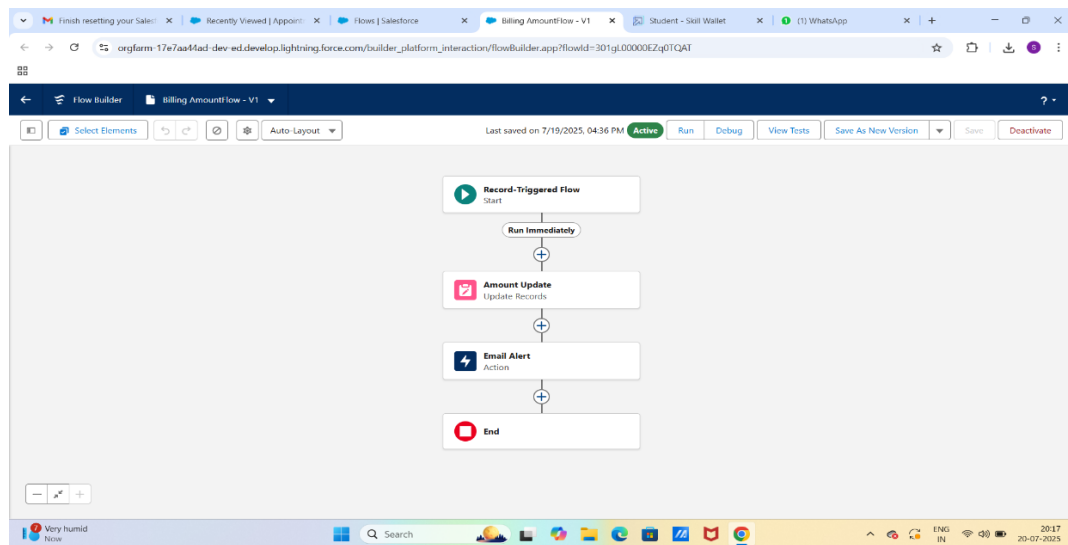 Finish resetting your Salesf
Recently Viewed | Appointm
Flows | Salesforce
Billing AmountFlow - V1
Student - Skill Wallet
(1) WhatsApp
orgfarm-17e7aa44ad-dev-ed.develop.lightning.force.com/builder_platform_interaction/flowBuilder.app?flowId=301gL00000EZq0TQAT
S
Flow Builder
Billing AmountFlow - V1
?
Select Elements
Auto-Layout
Last saved on 7/19/2025, 04:36 PM
Active
Run
Debug
View Tests
Save As New Version
Save
Deactivate
Record-Triggered Flow
Start
Run Immediately
Amount Update
Update Records
Email Alert
Action
End
Very humid
Now
Search
ENG
IN
20:17
20-07-2025